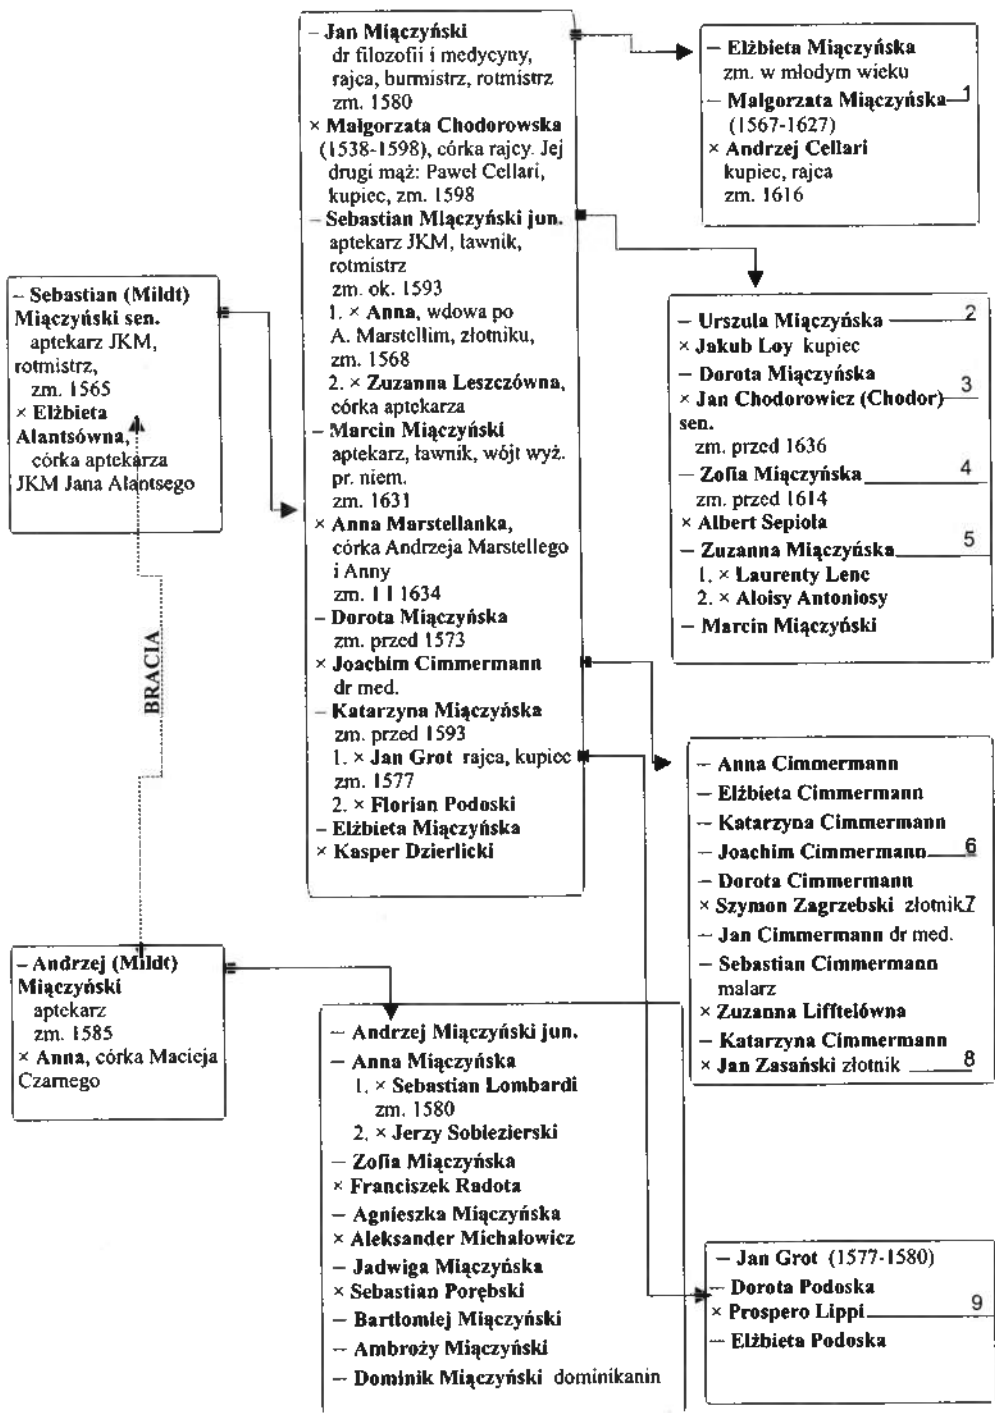 – Sebastian (Mildt)
Miączyński sen.
aptekarz JKM,
rotmistrz,
zm. 1565
× Elżbieta
Alantsówna,
córka aptekarza
JKM Jana Alantsego
BRACIA
– Andrzej (Mildt)
Miączyński
aptekarz
zm. 1585
× Anna, córka Macieja
Czarnego
– Jan Miączyński
dr filozofii i medycyny,
rajca, burmistrz, rotmistrz
zm. 1580
× Małgorzata Chodorowska
(1538-1598), córka rajcy. Jej
drugi mąż: Paweł Cellari,
kupiec, zm. 1598
– Sebastian Miączyński jun.
aptekarz JKM, ławnik,
rotmistrz
zm. ok. 1593
1. × Anna, wdowa po
A. Marstellim, złotniku,
zm. 1568
2. × Zuzanna Leszczówna,
córka aptekarza
– Marcin Miączyński
aptekarz, ławnik, wójt wyż.
pr. niem.
zm. 1631
× Anna Marstellanka,
córka Andrzeja Marstellego
i Anny
zm. 1 I 1634
– Dorota Miączyńska
zm. przed 1573
× Joachim Cimmermann
dr med.
– Katarzyna Miączyńska
zm. przed 1593
1. × Jan Grot rajca, kupiec
zm. 1577
2. × Florian Podoski
– Elżbieta Miączyńska
× Kasper Dzierlicki
– Elżbieta Miączyńska
zm. w młodym wieku
– Małgorzata Miączyńska 1
(1567-1627)
× Andrzej Cellari
kupiec, rajca
zm. 1616
– Urszula Miączyńska 2
× Jakub Loy kupiec
– Dorota Miączyńska
× Jan Chodorowicz (Chodor) 3
sen.
zm. przed 1636
– Zofia Miączyńska 4
zm. przed 1614
× Albert Sepiola
– Zuzanna Miączyńska 5
1. × Laurenty Lenc
2. × Aloisy Antoniosy
– Marcin Miączyński
– Anna Cimmermann
– Elżbieta Cimmermann
– Katarzyna Cimmermann
– Joachim Cimmermann 6
– Dorota Cimmermann
× Szymon Zagrzebski złotnik 7
– Jan Cimmermann dr med.
– Sebastian Cimmermann
malarz
× Zuzanna Lifftelówna
– Katarzyna Cimmermann
× Jan Zasański złotnik 8
– Andrzej Miączyński jun.
– Anna Miączyńska
1. × Sebastian Lombardi
zm. 1580
2. × Jerzy Sobiezierski
– Zofia Miączyńska
× Franciszek Radota
– Agnieszka Miączyńska
× Aleksander Michałowicz
– Jadwiga Miączyńska
× Sebastian Porębski
– Bartłomiej Miączyński
– Ambroży Miączyński
– Dominik Miączyński dominikanin
– Jan Grot (1577-1580)
– Dorota Podoska
× Prospero Lippi 9
– Elżbieta Podoska